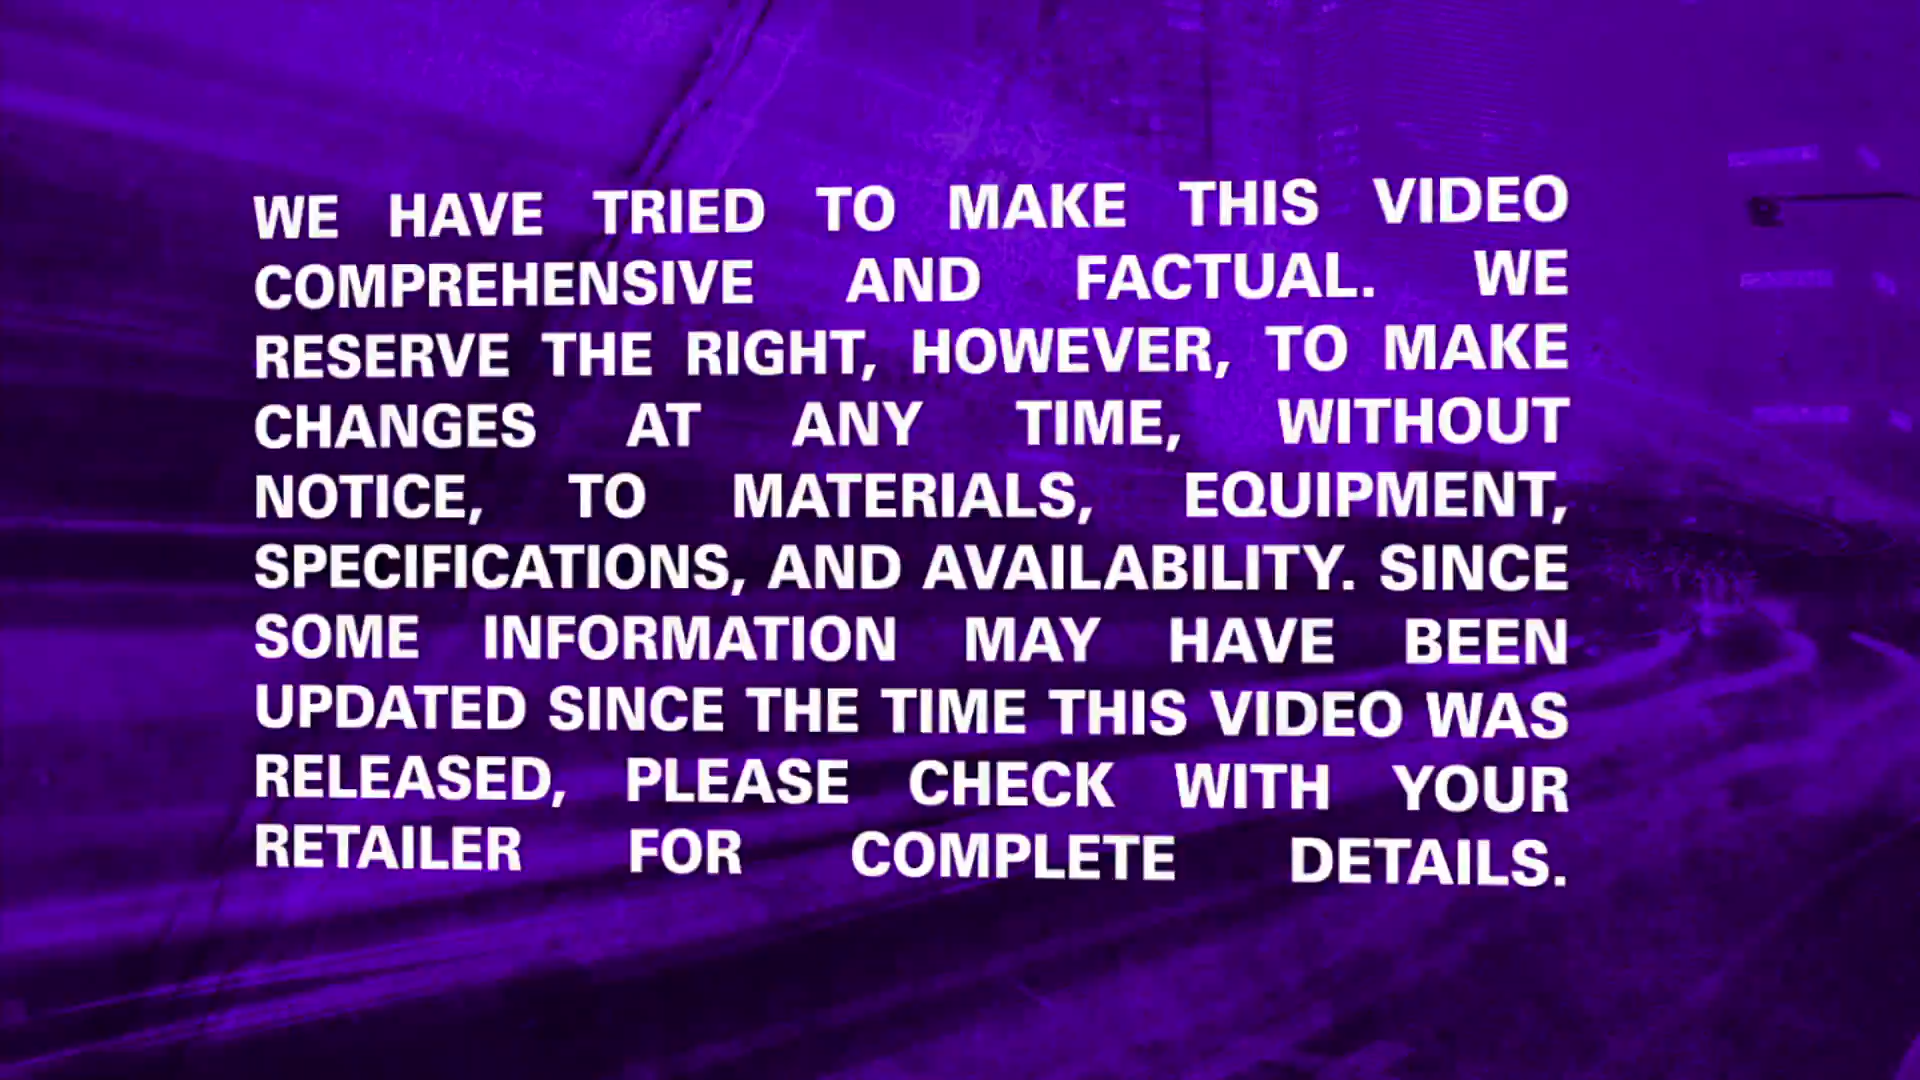 WE HAVE TRIED TO MAKE THIS VIDEO
COMPREHENSIVE AND FACTUAL. WE
RESERVE THE RIGHT, HOWEVER, TO MAKE
CHANGES AT ANY TIME, WITHOUT
NOTICE, TO MATERIALS, EQUIPMENT,
SPECIFICATIONS, AND AVAILABILITY. SINCE
SOME INFORMATION MAY HAVE BEEN
UPDATED SINCE THE TIME THIS VIDEO WAS
RELEASED, PLEASE CHECK WITH YOUR
RETAILER FOR COMPLETE DETAILS.